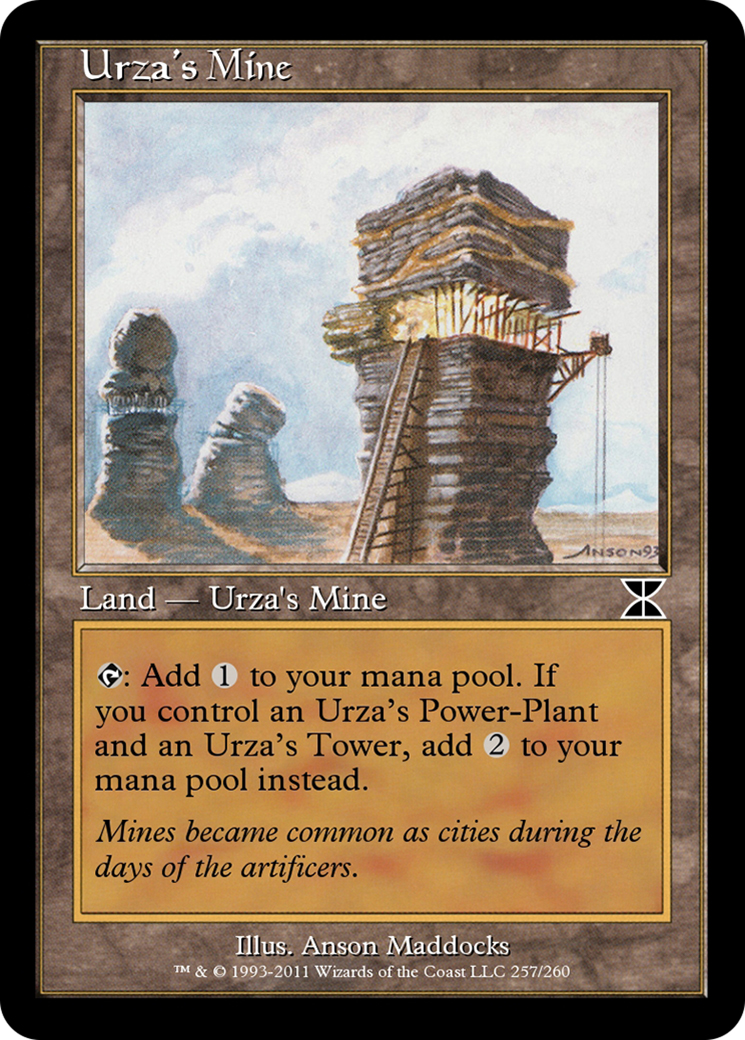 Urza's Mine
ANSON93
Land — Urza's Mine
: Add 1 to your mana pool. If
you control an Urza's Power-Plant
and an Urza's Tower, add 2 to your
mana pool instead.
Mines became common as cities during the
days of the artificers.
Illus. Anson Maddocks
™ & © 1993-2011 Wizards of the Coast LLC 257/260